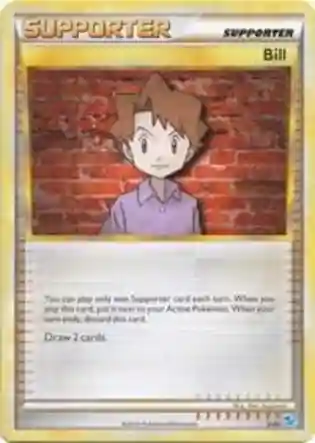 SUPPORTER
SUPPORTER
Bill
You can play only one Supporter card each turn. When you
play this card, put it next to your Active Pokémon. When your
turn ends, discard this card.
Draw 2 cards.